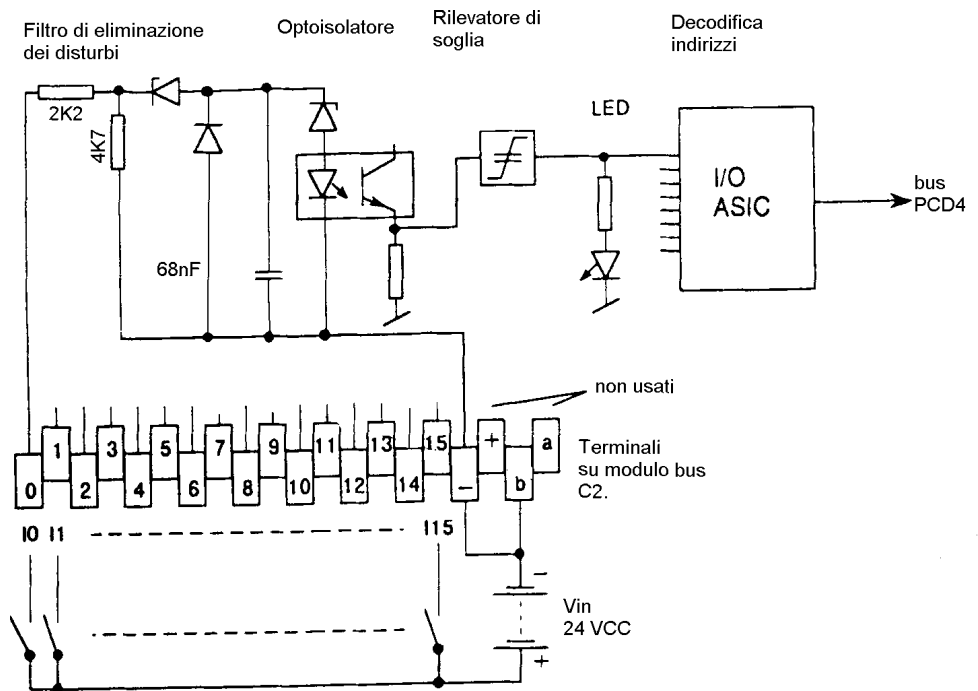 Filtro di eliminazione
dei disturbi
Optoisolatore
Rilevatore di
soglia
Decodifica
indirizzi
2K2
4K7
68nF
LED
I/O
ASIC
bus
PCD4
non usati
0 1 2 3 4 5 6 7 8 9 10 11 12 13 14 15 − + b a
Terminali
su modulo bus
C2.
I0 I1 I15
−
Vin
24 VCC
+